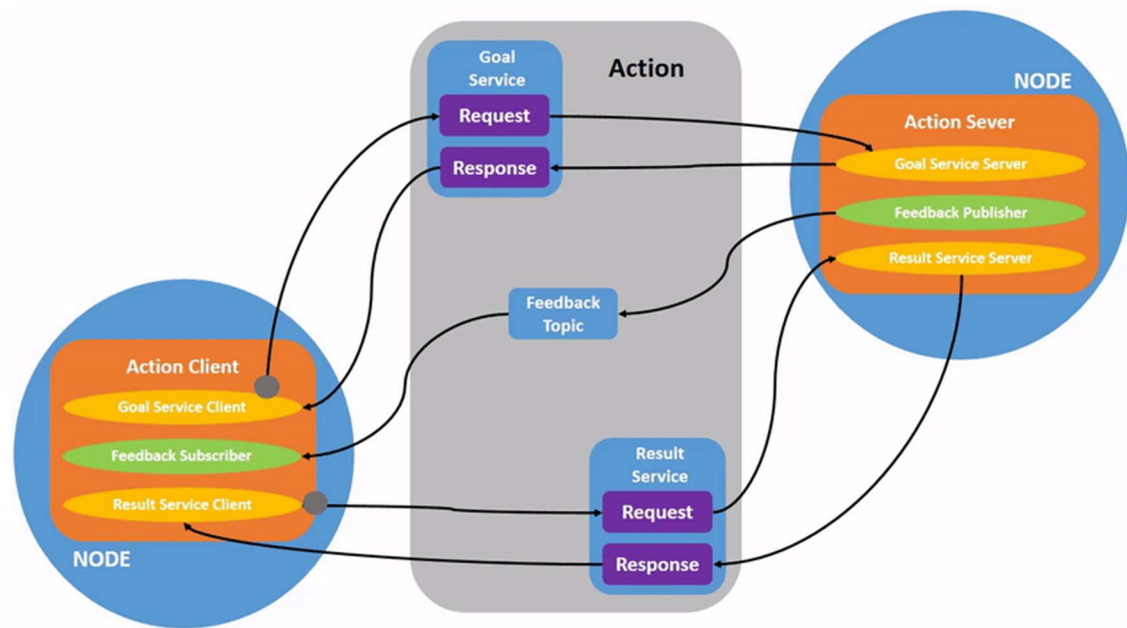 Goal
Service
Request
Response
Action
NODE
Action Sever
Goal Service Server
Feedback Publisher
Result Service Server
Feedback
Topic
Action Client
Goal Service Client
Feedback Subscriber
Result Service Client
NODE
Result
Service
Request
Response